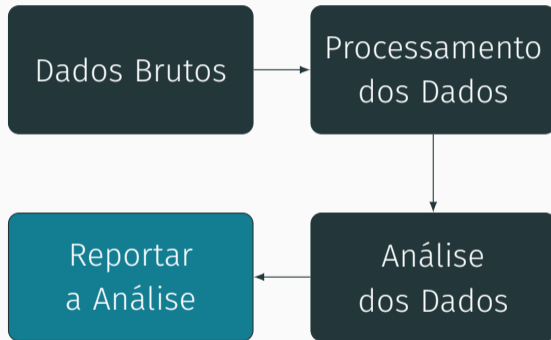 Dados Brutos
Processamento
dos Dados
Análise
dos Dados
Reportar
a Análise